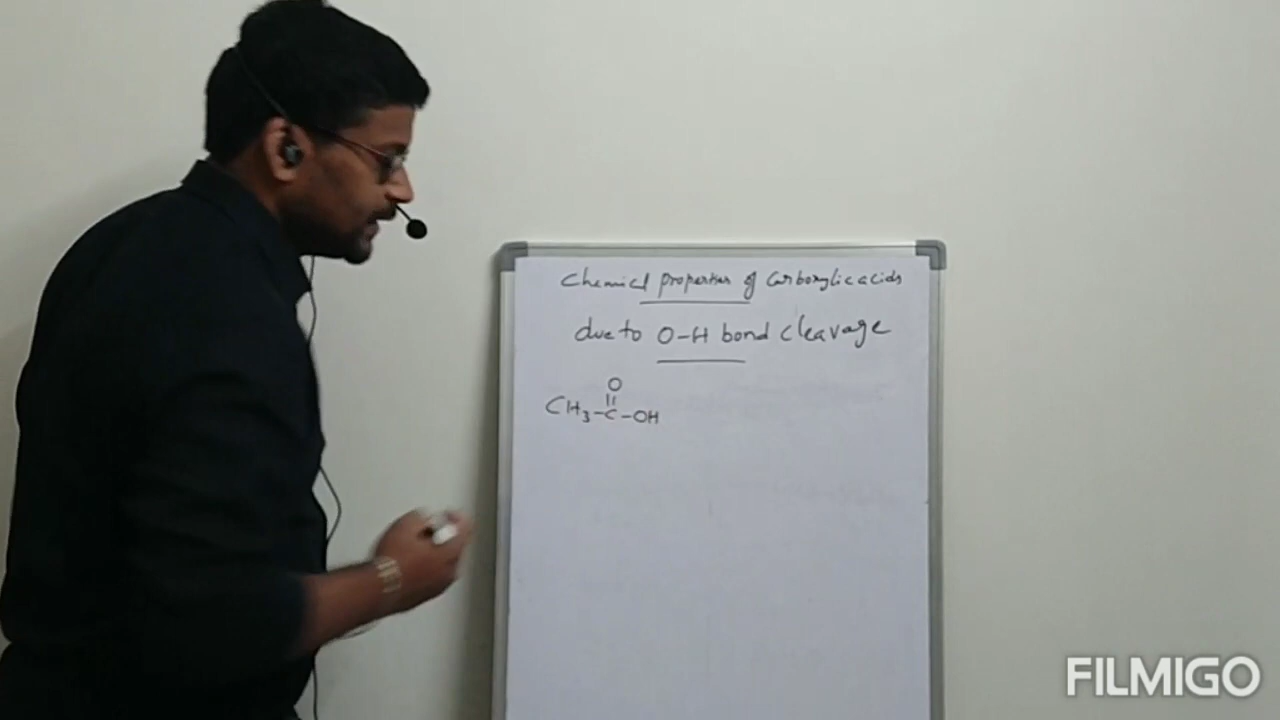 Chemical properties of Carboxylic acids
due to O-H bond cleavage
O
CH3-C-OH
FILMIGO